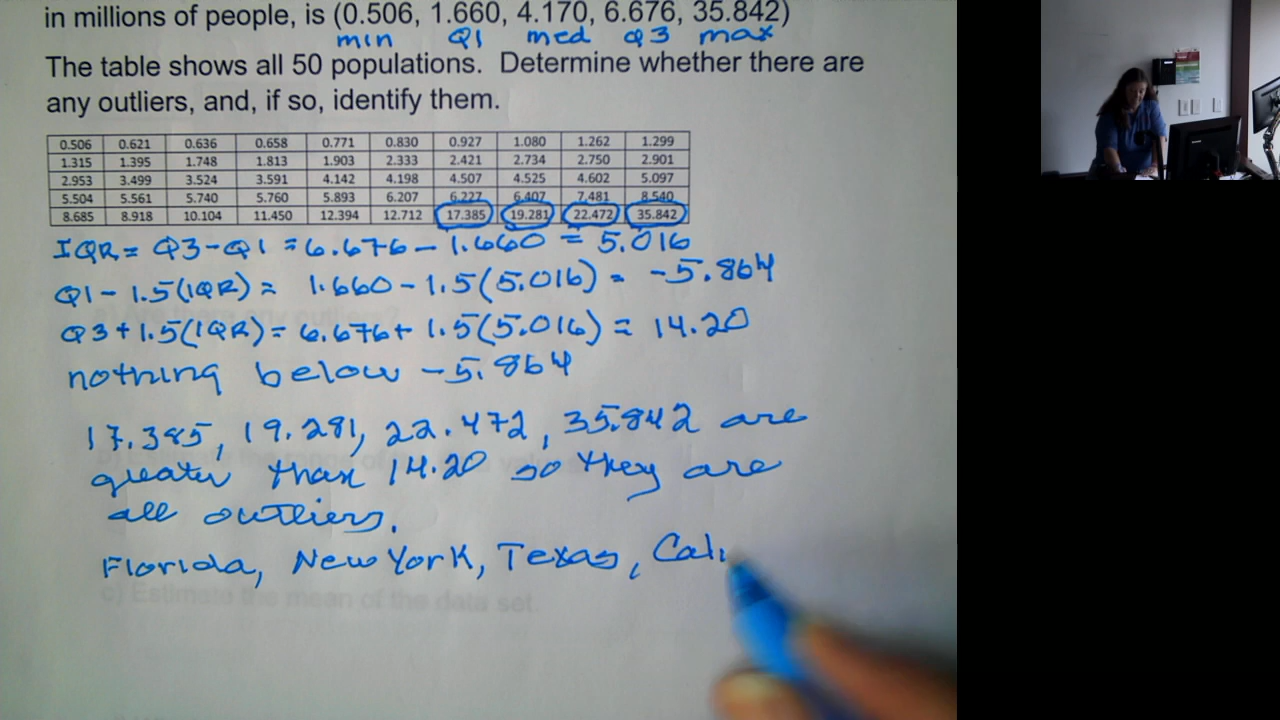 in millions of people, is (0.506, 1.660, 4.170, 6.676, 35.842)
min Q1 med Q3 max
The table shows all 50 populations. Determine whether there are
any outliers, and, if so, identify them.
0.506 0.621 0.636 0.658 0.771 0.830 0.927 1.080 1.262 1.299
1.315 1.395 1.748 1.813 1.903 2.333 2.421 2.734 2.750 2.901
2.953 3.499 3.524 3.591 4.142 4.198 4.507 4.525 4.602 5.097
5.504 5.561 5.740 5.760 5.893 6.207 6.227 6.407 7.481 8.540
8.685 8.918 10.104 11.450 12.394 12.712 17.385 19.281 22.472 35.842
IQR = Q3-Q1 = 6.676 - 1.660 = 5.016
Q1 - 1.5(IQR) = 1.660 - 1.5(5.016) = -5.864
Q3 + 1.5(IQR) = 6.676 + 1.5(5.016) = 14.20
nothing below -5.864
17.385, 19.281, 22.472, 35.842 are
greater than 14.20 so they are
all outliers.
Florida, New York, Texas, Cali
c) Estimate the mean of the data set.